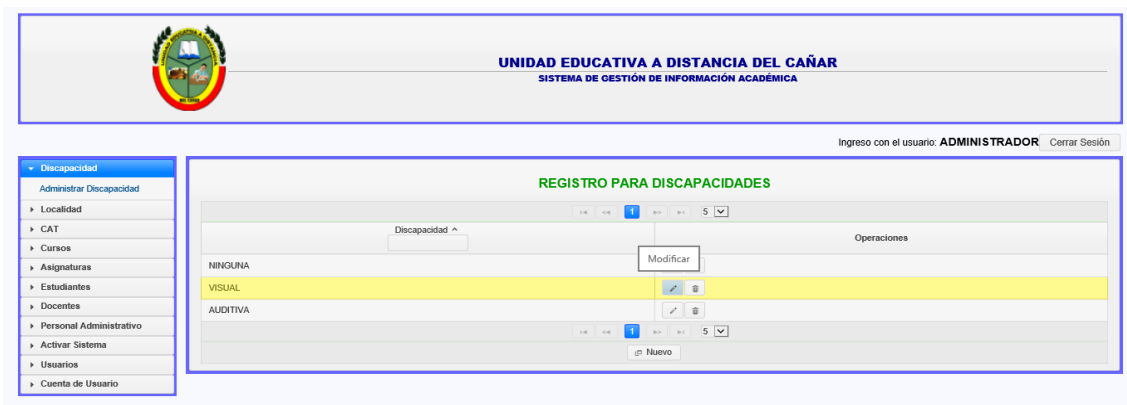 UNIDAD EDUCATIVA A DISTANCIA DEL CAÑAR
SISTEMA DE GESTIÓN DE INFORMACIÓN ACADÉMICA
Ingreso con el usuario: ADMINISTRADOR Cerrar Sesión
Discapacidad
Administrar Discapacidad
Localidad
CAT
Cursos
Asignaturas
Estudiantes
Docentes
Personal Administrativo
Activar Sistema
Usuarios
Cuenta de Usuario
REGISTRO PARA DISCAPACIDADES
1 5
Discapacidad Operaciones
Modificar
NINGUNA
VISUAL
AUDITIVA
1 5
Nuevo